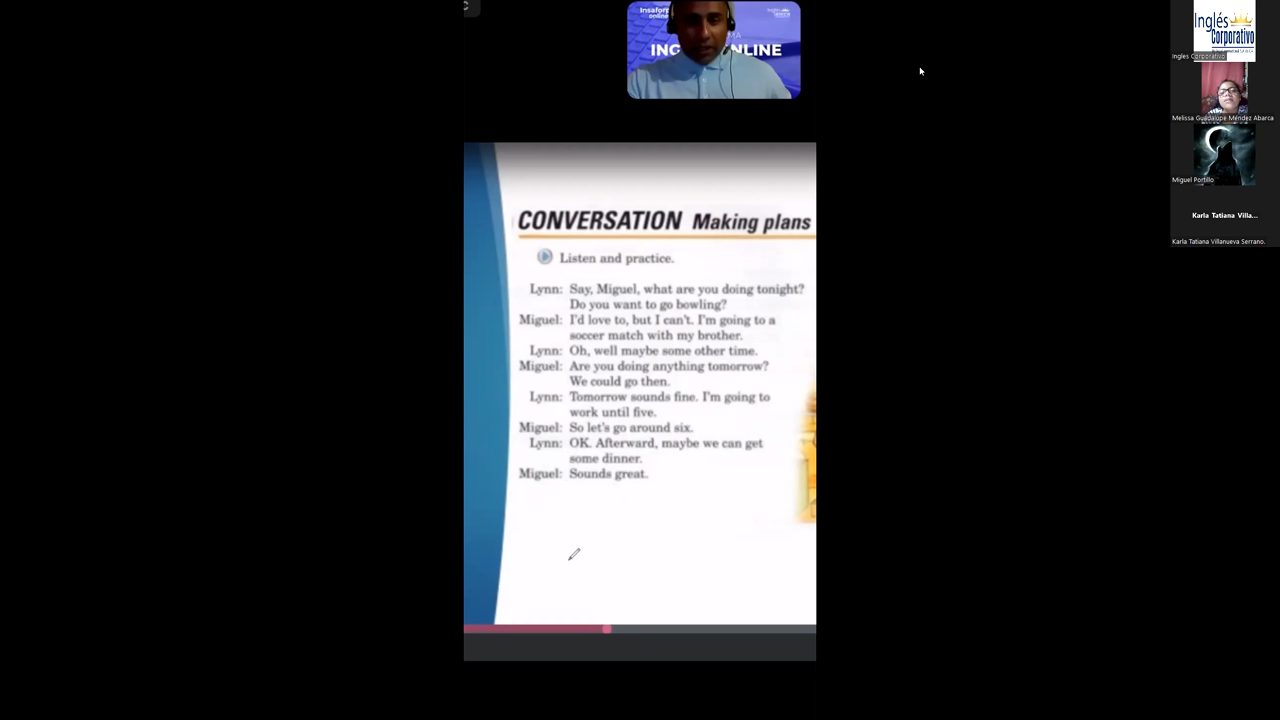 Insaforp
online
INGLÉS ONLINE
CONVERSATION Making plans
Listen and practice.
Lynn: Say, Miguel, what are you doing tonight?
Do you want to go bowling?
Miguel: I'd love to, but I can't. I'm going to a
soccer match with my brother.
Lynn: Oh, well maybe some other time.
Miguel: Are you doing anything tomorrow?
We could go then.
Lynn: Tomorrow sounds fine. I'm going to
work until five.
Miguel: So let's go around six.
Lynn: OK. Afterward, maybe we can get
some dinner.
Miguel: Sounds great.
Inglés
Corporativo
Ingles Corporativo
Melissa Guadalupe Méndez Abarca
Miguel Portillo
Karla Tatiana Villa...
Karla Tatiana Villanueva Serrano.